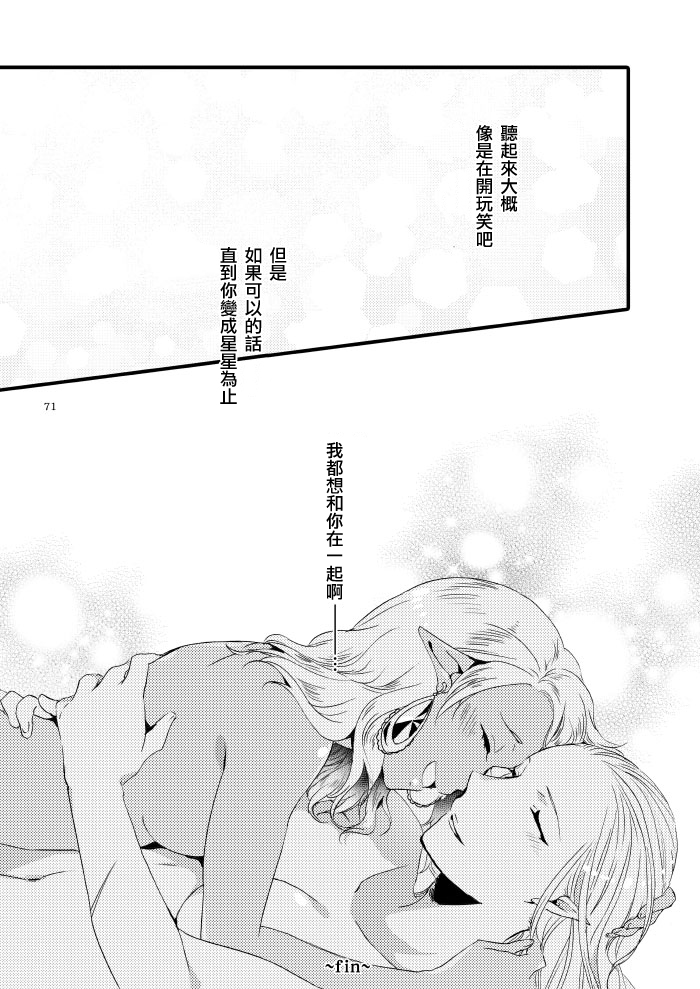 聽起來大概
像是在開玩笑吧
但是
如果可以的話
直到你變成星星為止
71
我都想和你在一起啊——…
~fin~